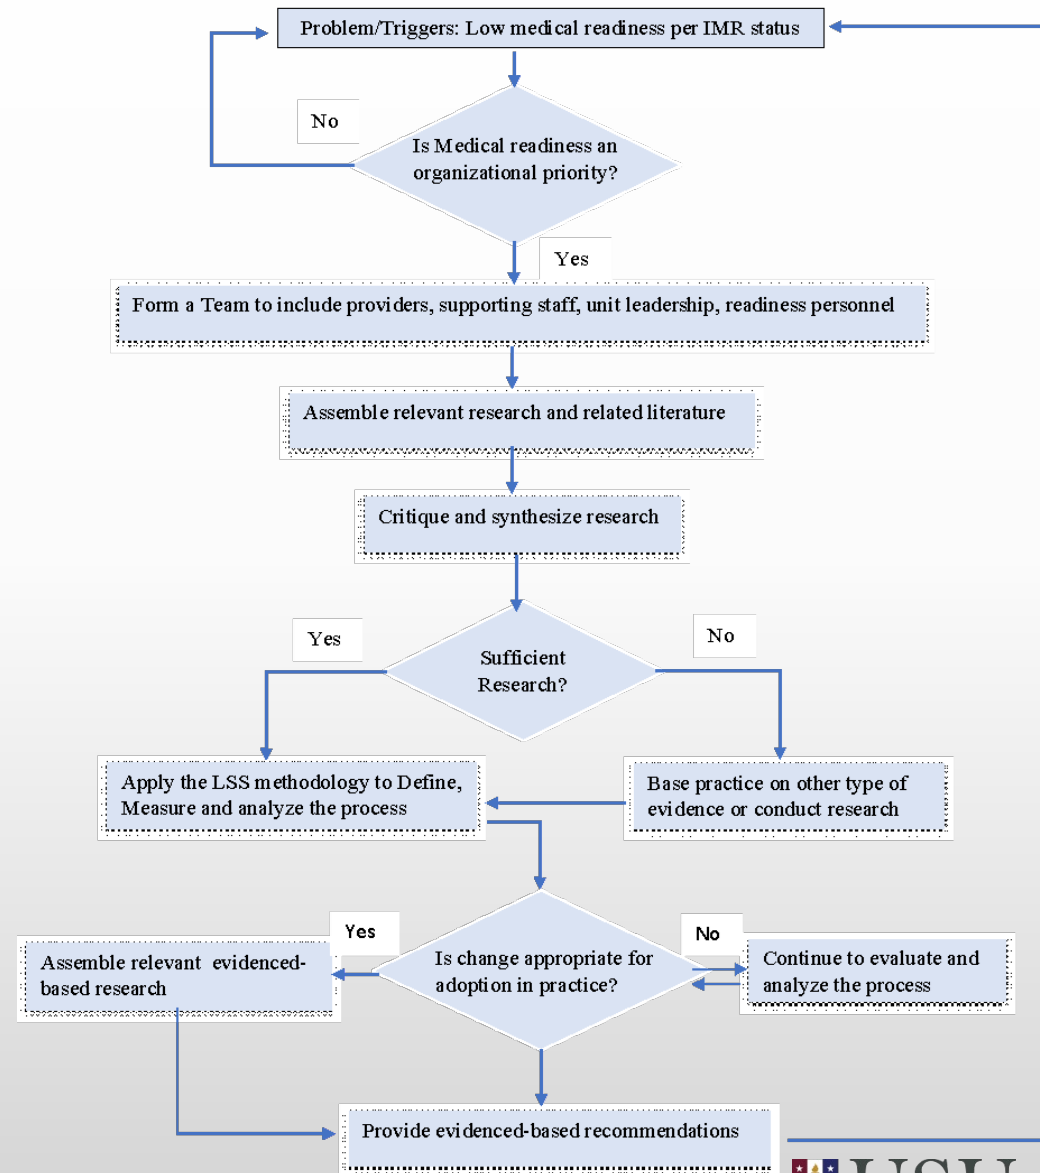 Problem/Triggers: Low medical readiness per IMR status
No
Is Medical readiness an
organizational priority?
Yes
Form a Team to include providers, supporting staff, unit leadership, readiness personnel
Assemble relevant research and related literature
Critique and synthesize research
Yes
No
Sufficient
Research?
Apply the LSS methodology to Define,
Measure and analyze the process
Base practice on other type of
evidence or conduct research
Yes
No
Is change appropriate for
adoption in practice?
Assemble relevant  evidenced-
based research
Continue to evaluate and
analyze the process
Provide evidenced-based recommendations
USU